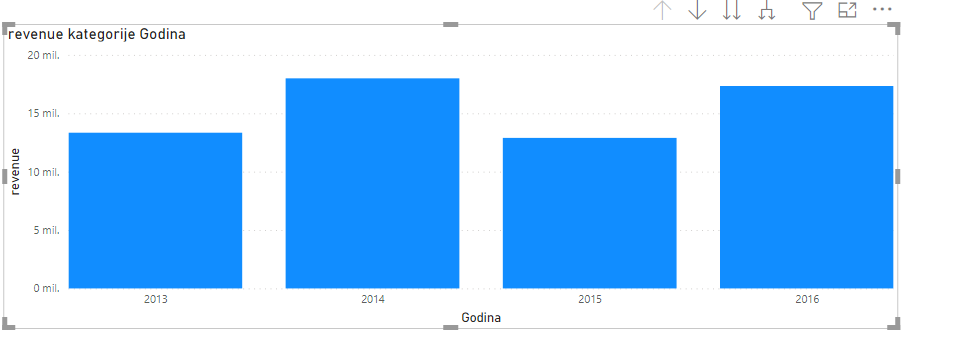 revenue kategorije Godina
20 mil.
15 mil.
10 mil.
5 mil.
0 mil.
revenue
2013 2014 2015 2016
Godina